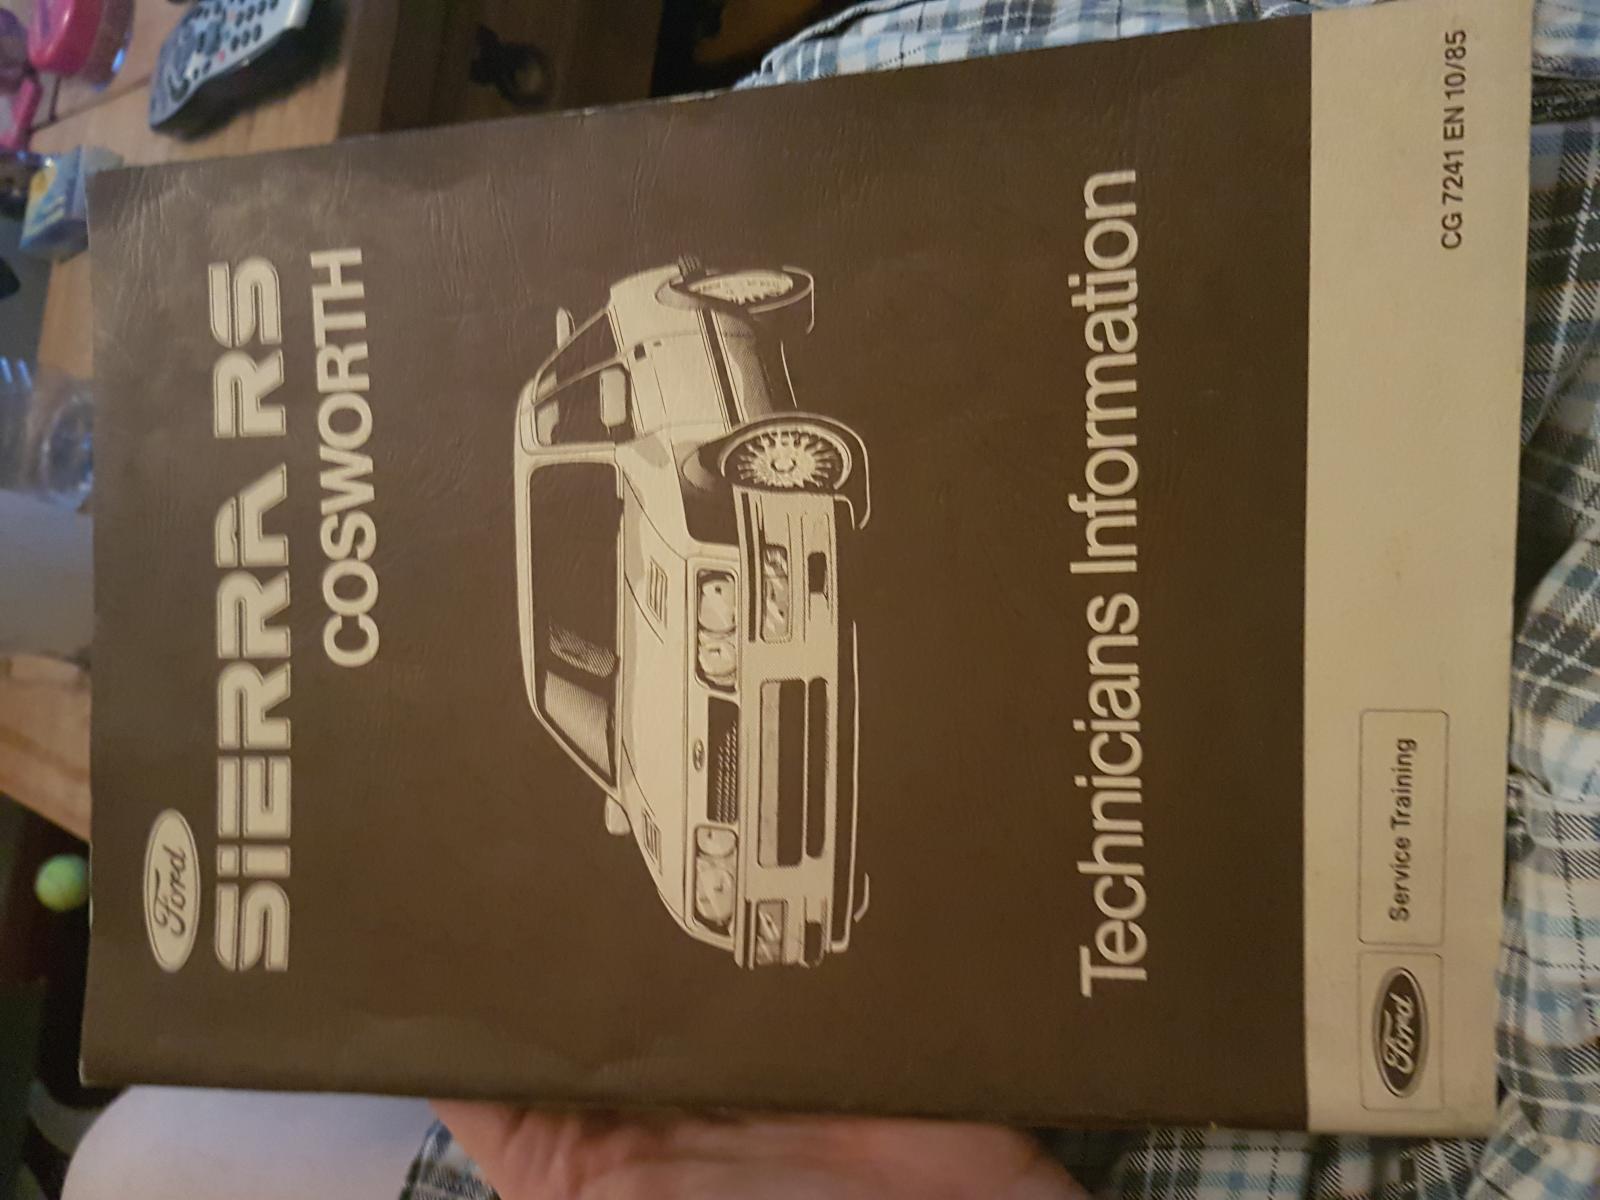 Ford
SIERRA RS
COSWORTH
Technicians Information
Ford
Service Training
CG 7241 EN 10/85